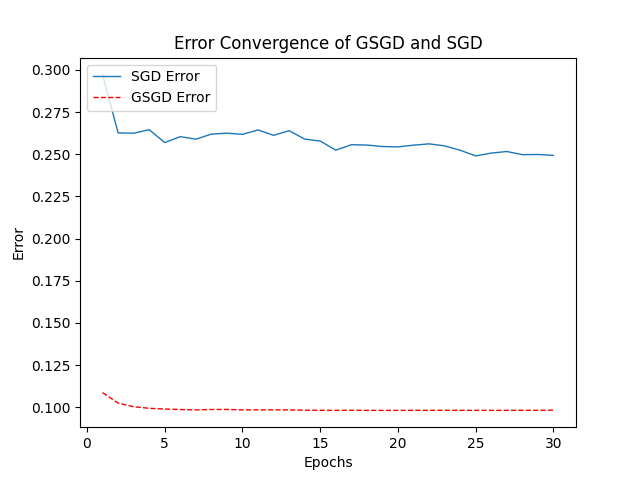 Error Convergence of GSGD and SGD
SGD Error
GSGD Error
Error
0.300
0.275
0.250
0.225
0.200
0.175
0.150
0.125
0.100
0 5 10 15 20 25 30
Epochs